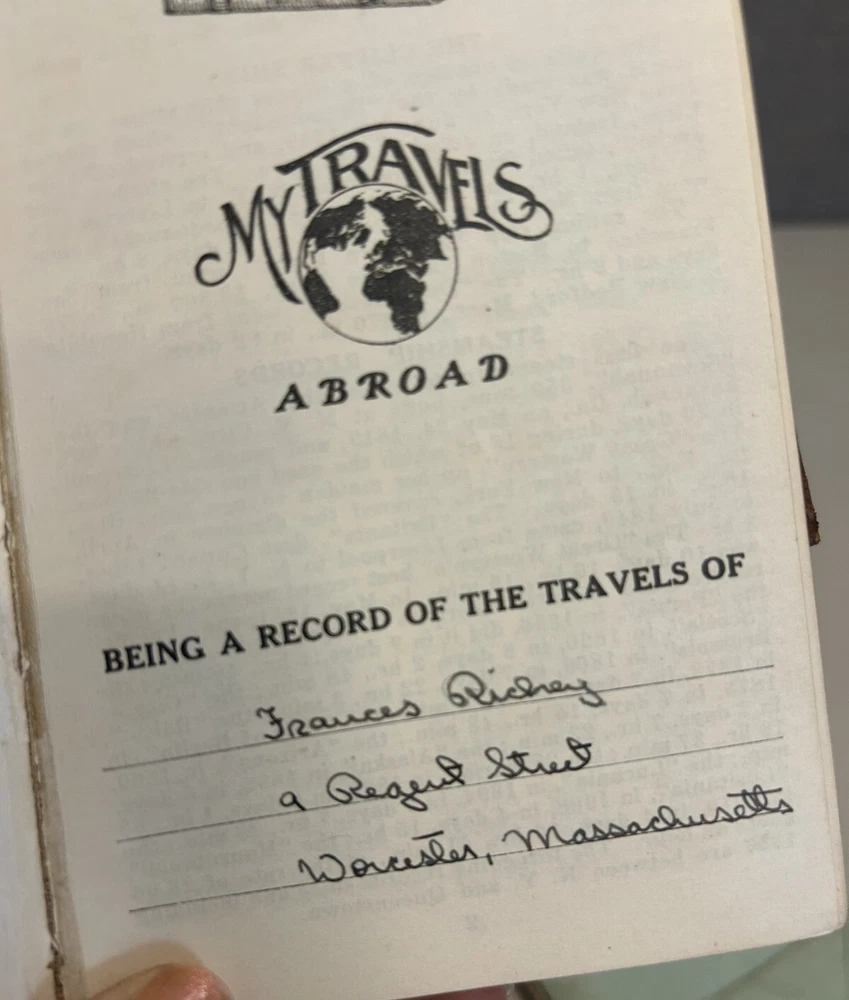 MY TRAVELS
ABROAD
BEING A RECORD OF THE TRAVELS OF
Frances Richey
9 Regent Street
Worcester, Massachusetts